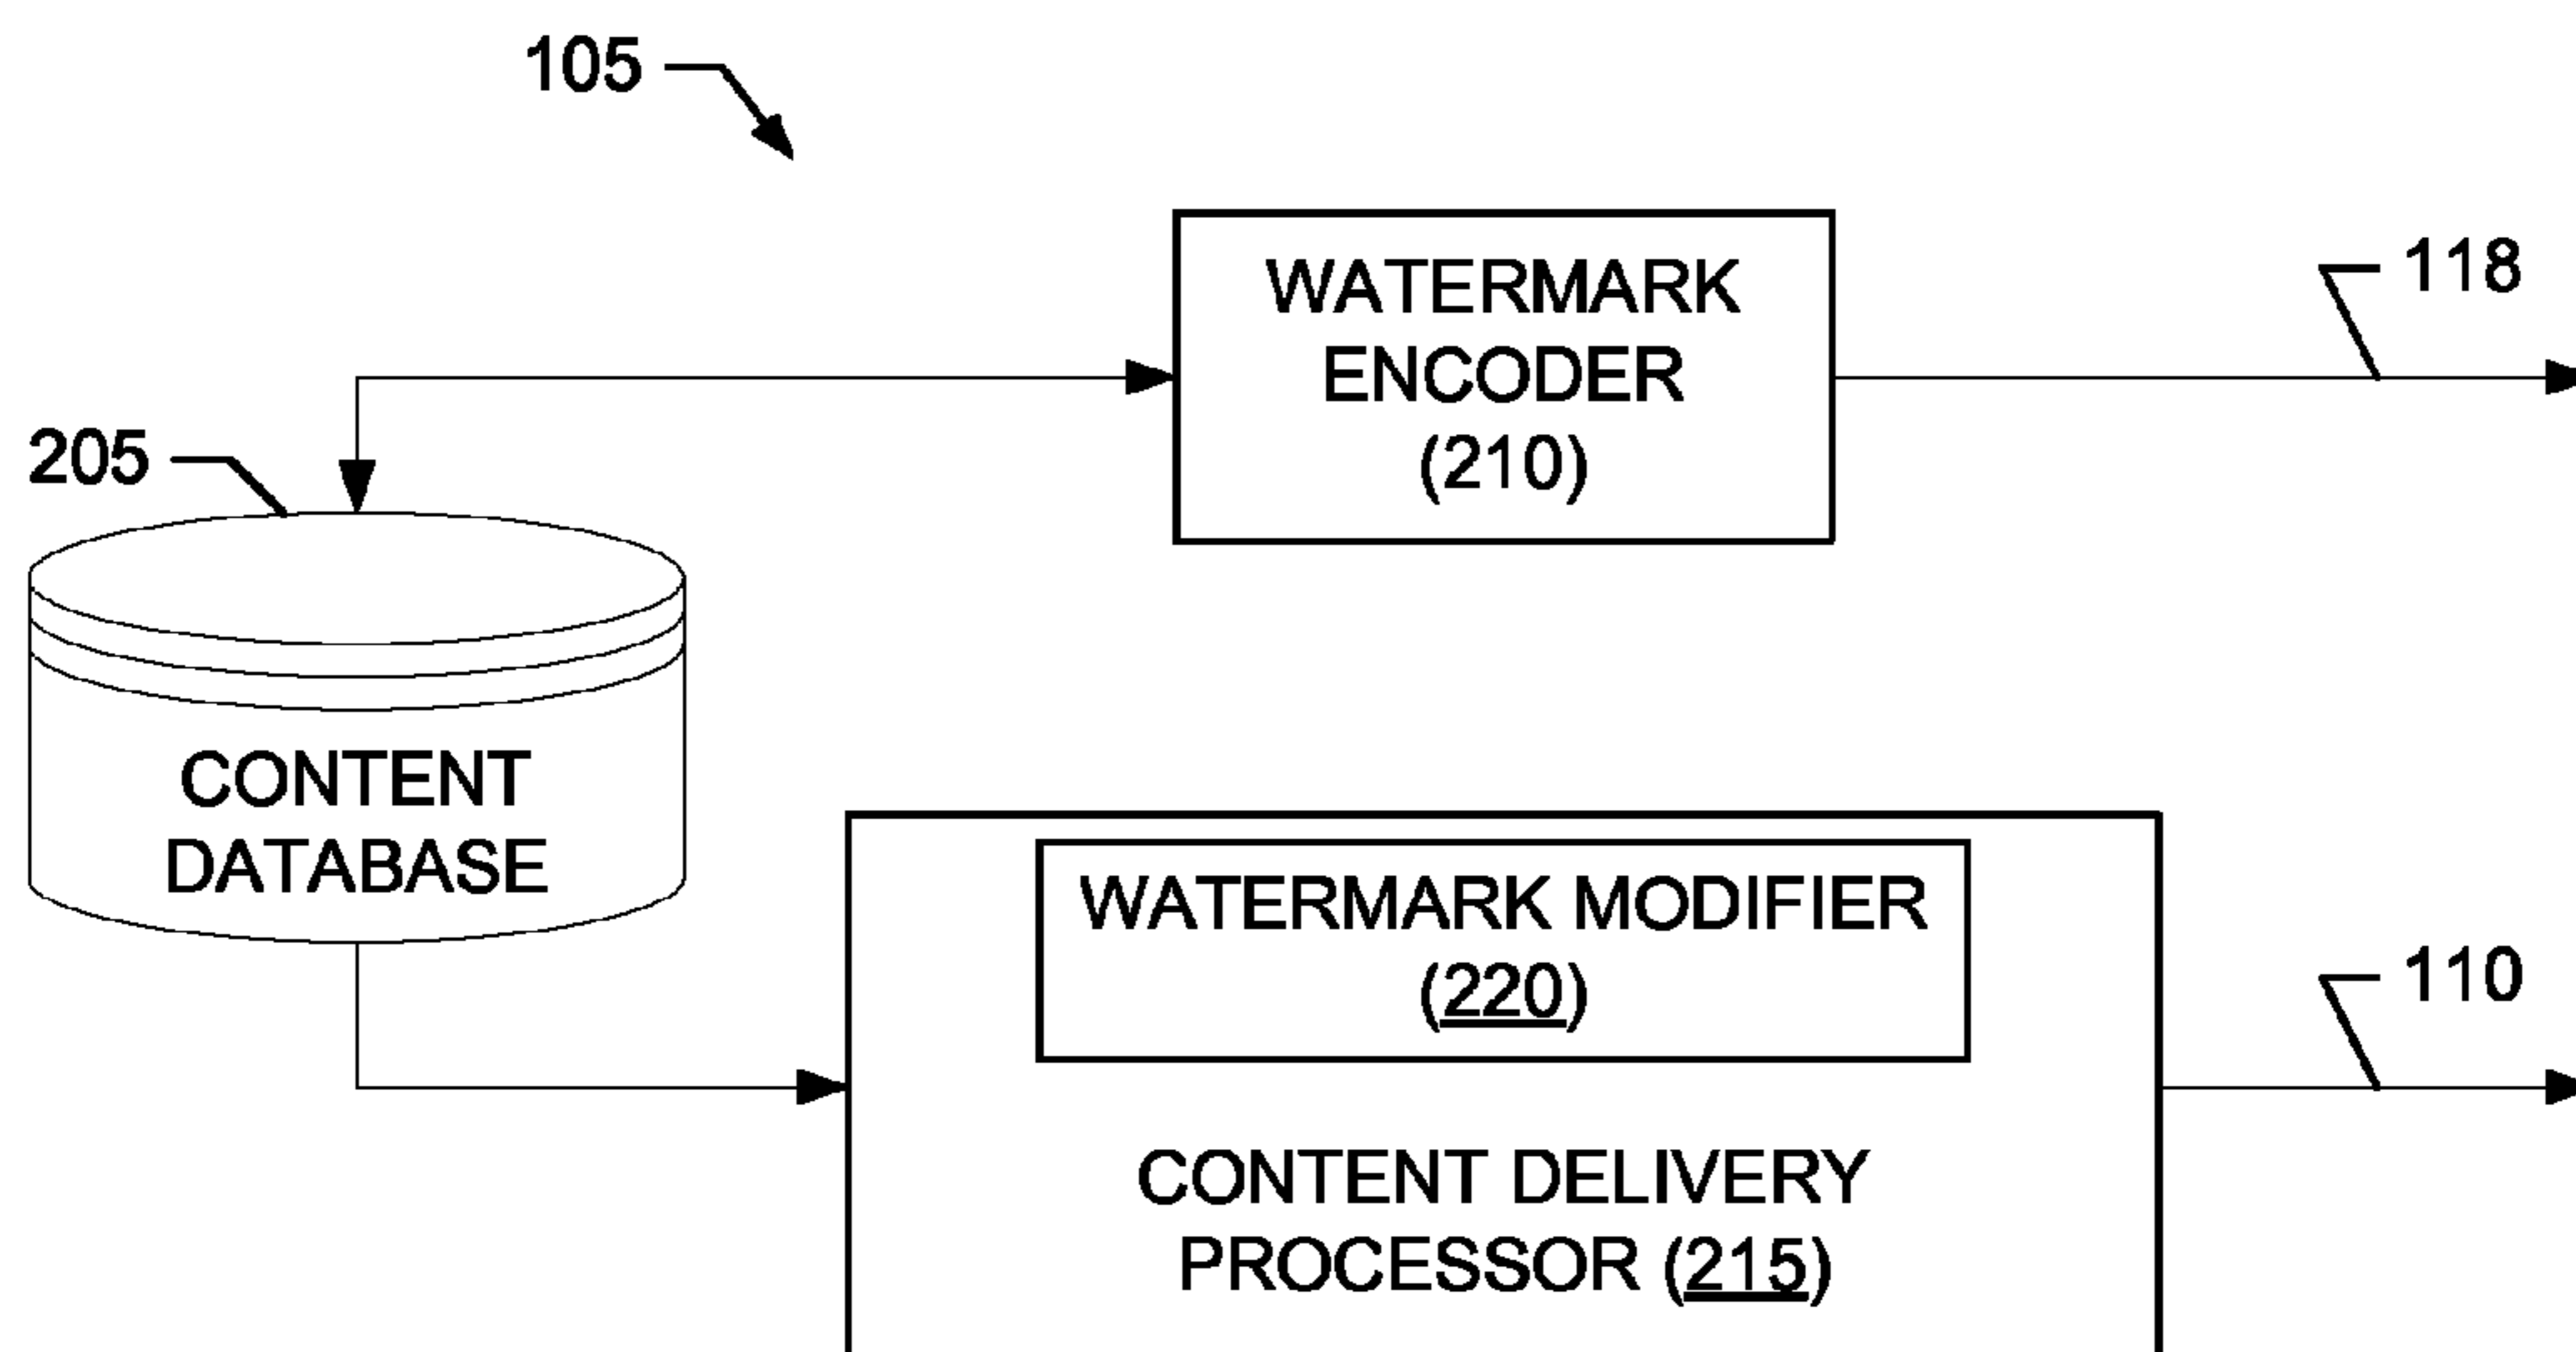 105
118
WATERMARK
ENCODER
(210)
205
CONTENT
DATABASE
WATERMARK MODIFIER
(220)
110
CONTENT DELIVERY
PROCESSOR (215)